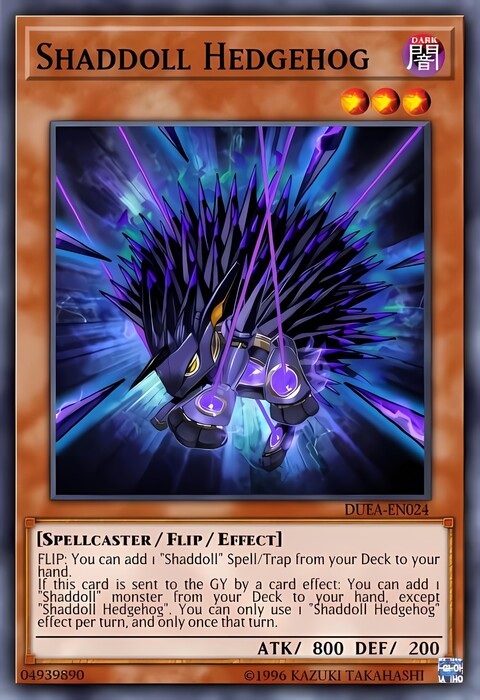 SHADDOLL HEDGEHOG
DARK
闇
DUEA-EN024
[SPELLCASTER / FLIP / EFFECT]
FLIP: You can add 1 "Shaddoll" Spell/Trap from your Deck to your
hand.
If this card is sent to the GY by a card effect: You can add 1
"Shaddoll" monster from your Deck to your hand, except
"Shaddoll Hedgehog". You can only use 1 "Shaddoll Hedgehog"
effect per turn, and only once that turn.
ATK/ 800 DEF/ 200
04939890
©1996 KAZUKI TAKAHASHI